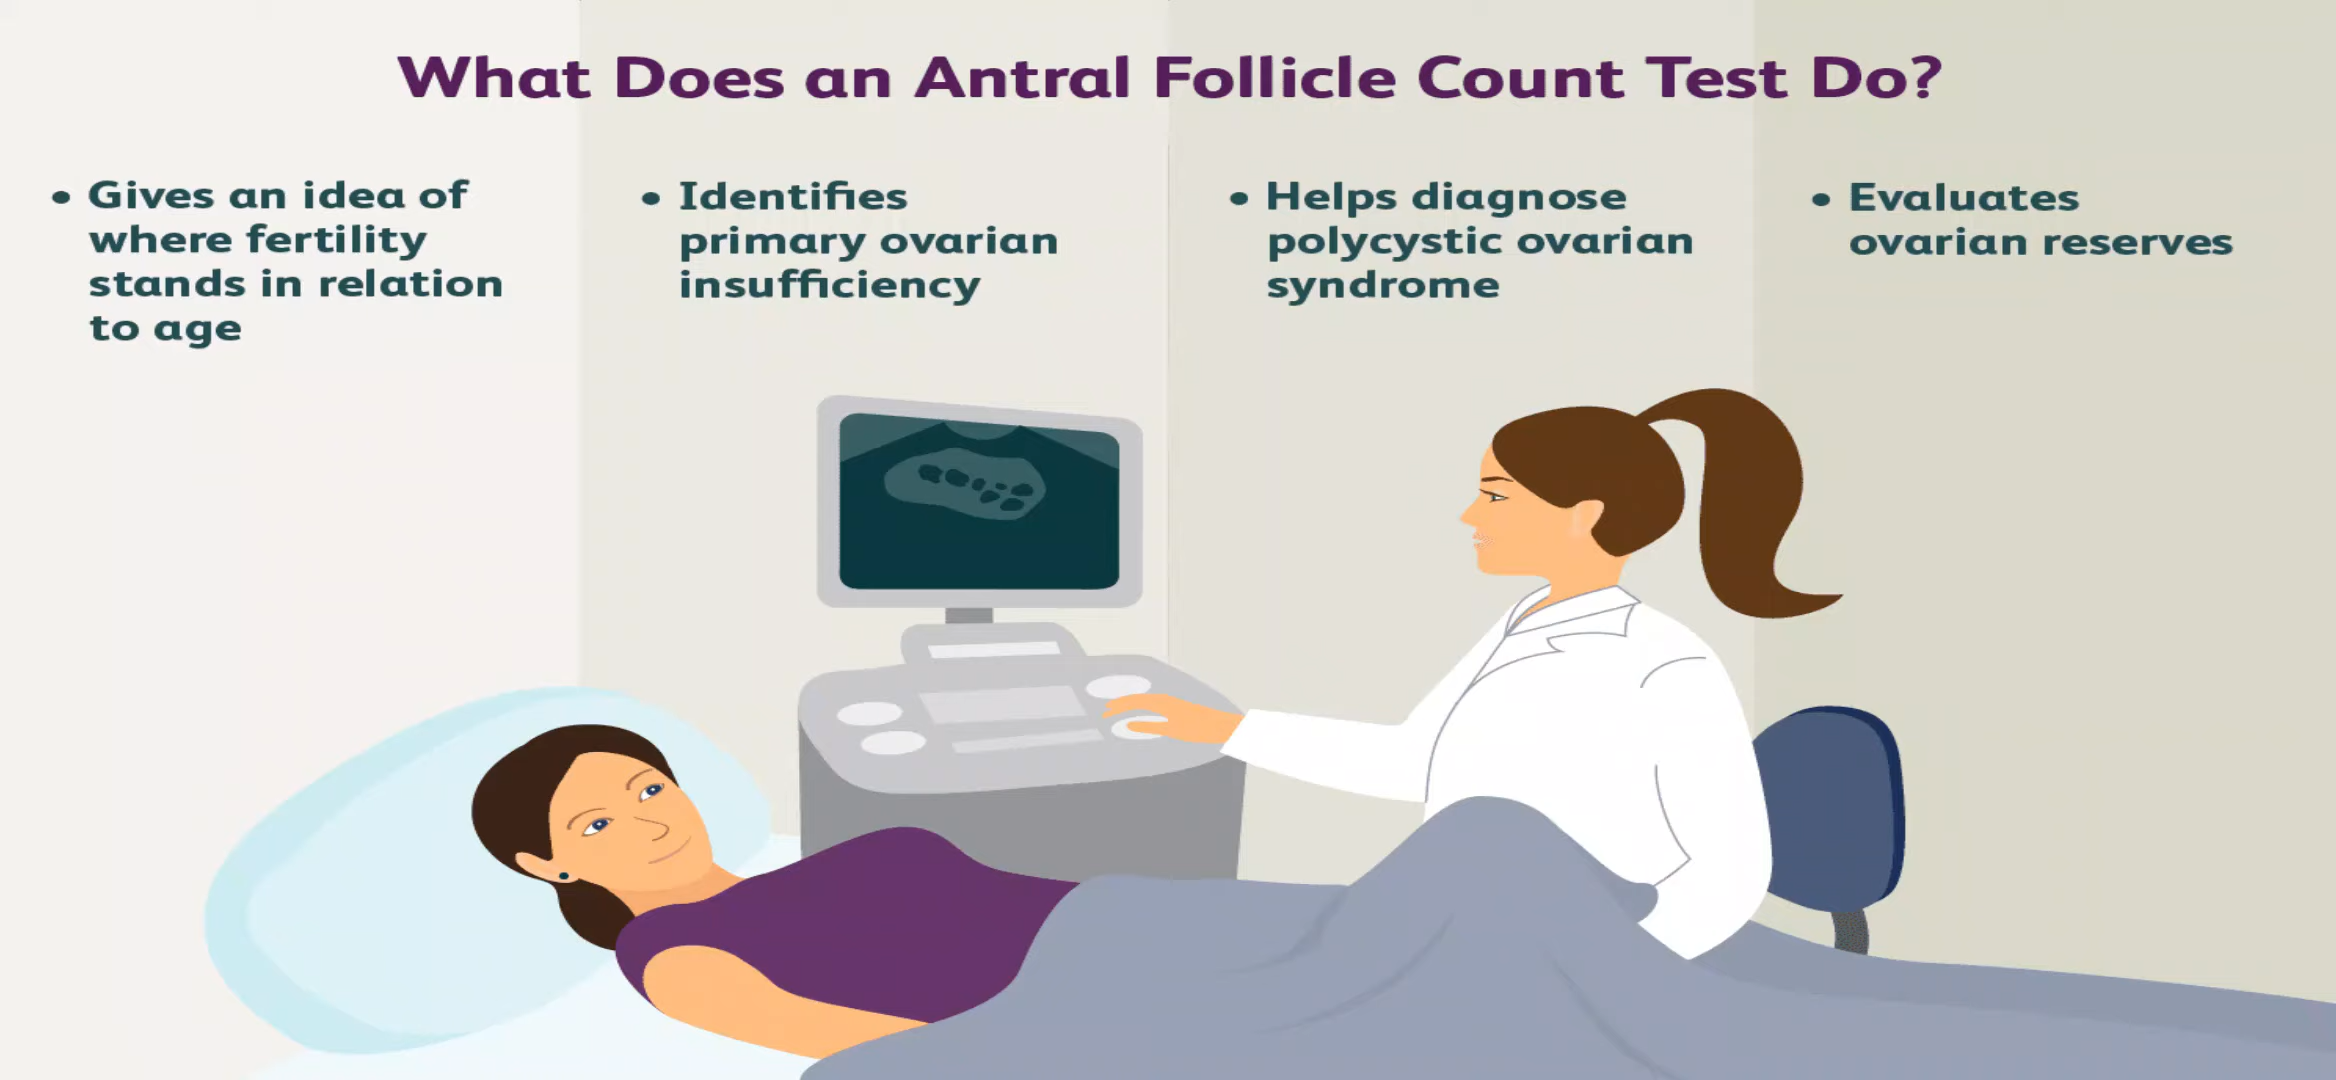 What Does an Antral Follicle Count Test Do?
• Gives an idea of
where fertility
stands in relation
to age
• Identifies
primary ovarian
insufficiency
• Helps diagnose
polycystic ovarian
syndrome
• Evaluates
ovarian reserves